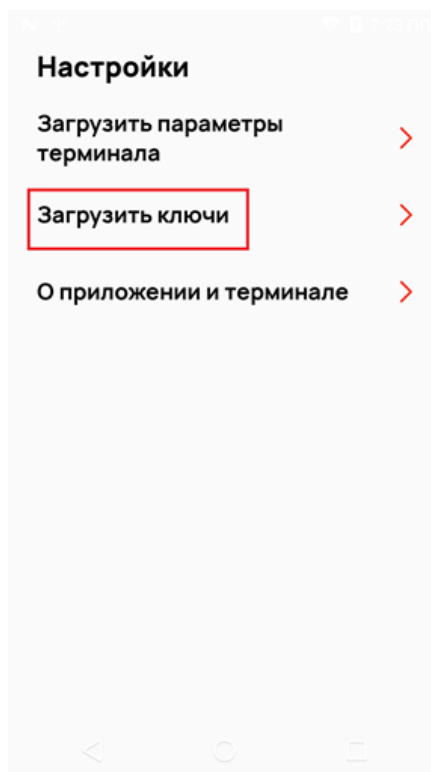 Настройки
Загрузить параметры
терминала
Загрузить ключи
О приложении и терминале